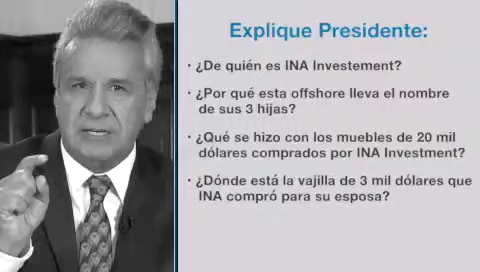 Explique Presidente:
· ¿De quién es INA Investement?
· ¿Por qué esta offshore lleva el nombre
de sus 3 hijas?
· ¿Qué se hizo con los muebles de 20 mil
dólares comprados por INA Investment?
· ¿Dónde está la vajilla de 3 mil dólares que
INA compró para su esposa?